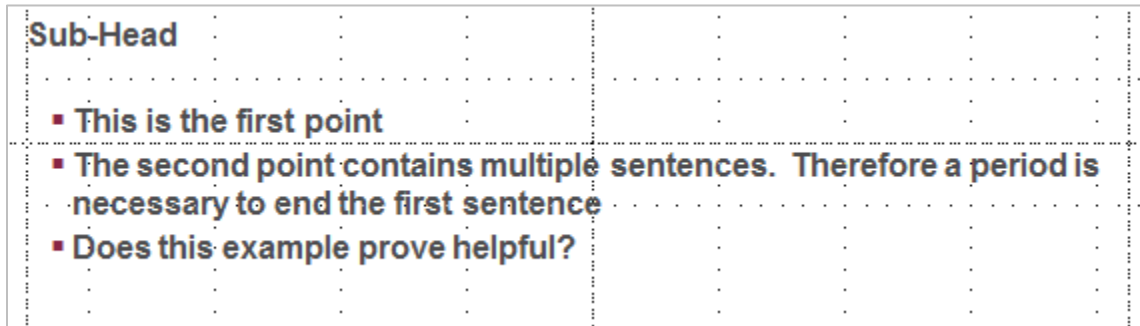 Sub-Head
▪ This is the first point
▪ The second point contains multiple sentences.  Therefore a period is
necessary to end the first sentence
▪ Does this example prove helpful?